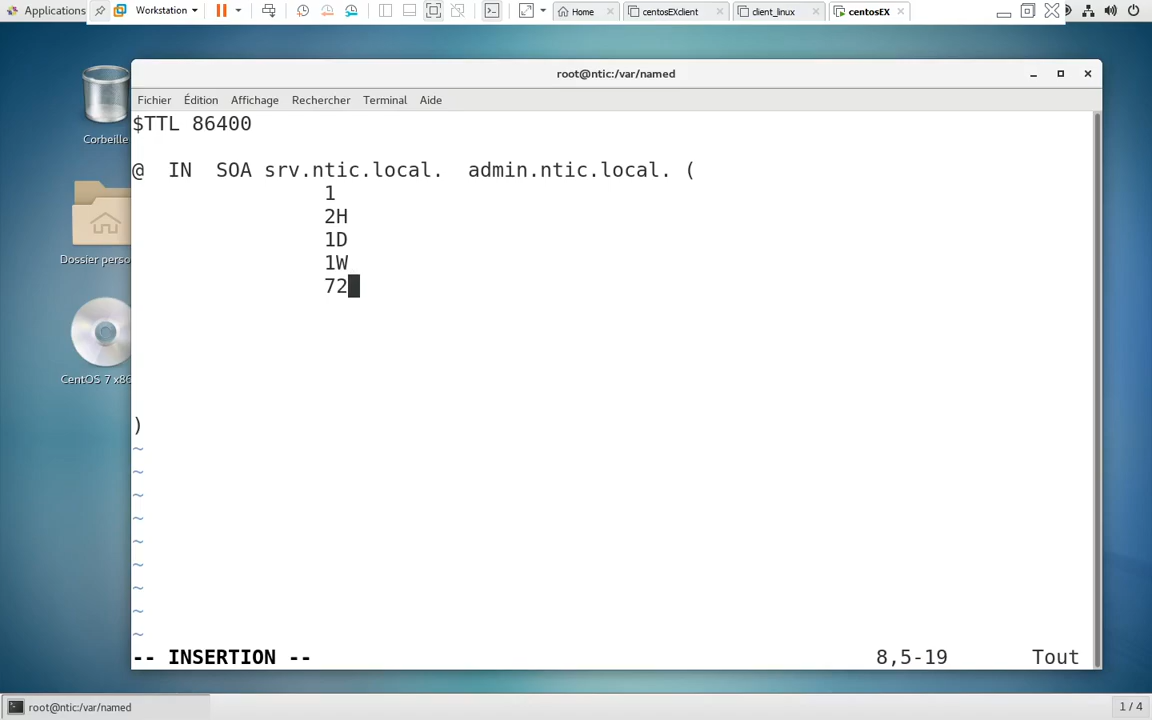 Applications
Workstation
Home
centosEXclient
client_linux
centosEX
root@ntic:/var/named
Fichier Édition Affichage Rechercher Terminal Aide
Corbeille
Dossier perso
CentOS 7 x86
$TTL 86400
@ IN SOA srv.ntic.local. admin.ntic.local. (
1
2H
1D
1W
72
)
~
~
~
~
~
~
~
~
~
-- INSERTION -- 8,5-19 Tout
root@ntic:/var/named
1 / 4